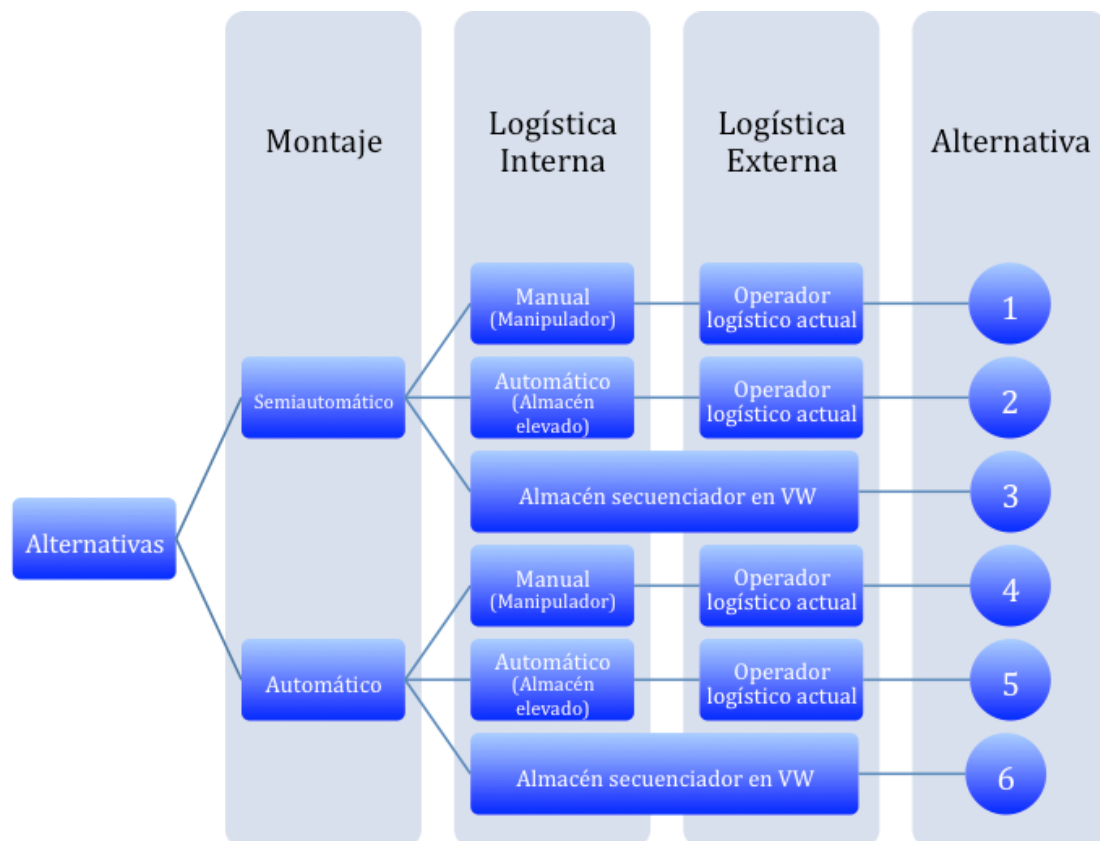 Montaje
Logística
Interna
Logística
Externa
Alternativa
Alternativas
Semiautomático
Manual
(Manipulador)
Operador
logístico actual
1
Automático
(Almacén
elevado)
Operador
logístico actual
2
Almacén secuenciador en VW
3
Automático
Manual
(Manipulador)
Operador
logístico actual
4
Automático
(Almacén
elevado)
Operador
logístico actual
5
Almacén secuenciador en VW
6